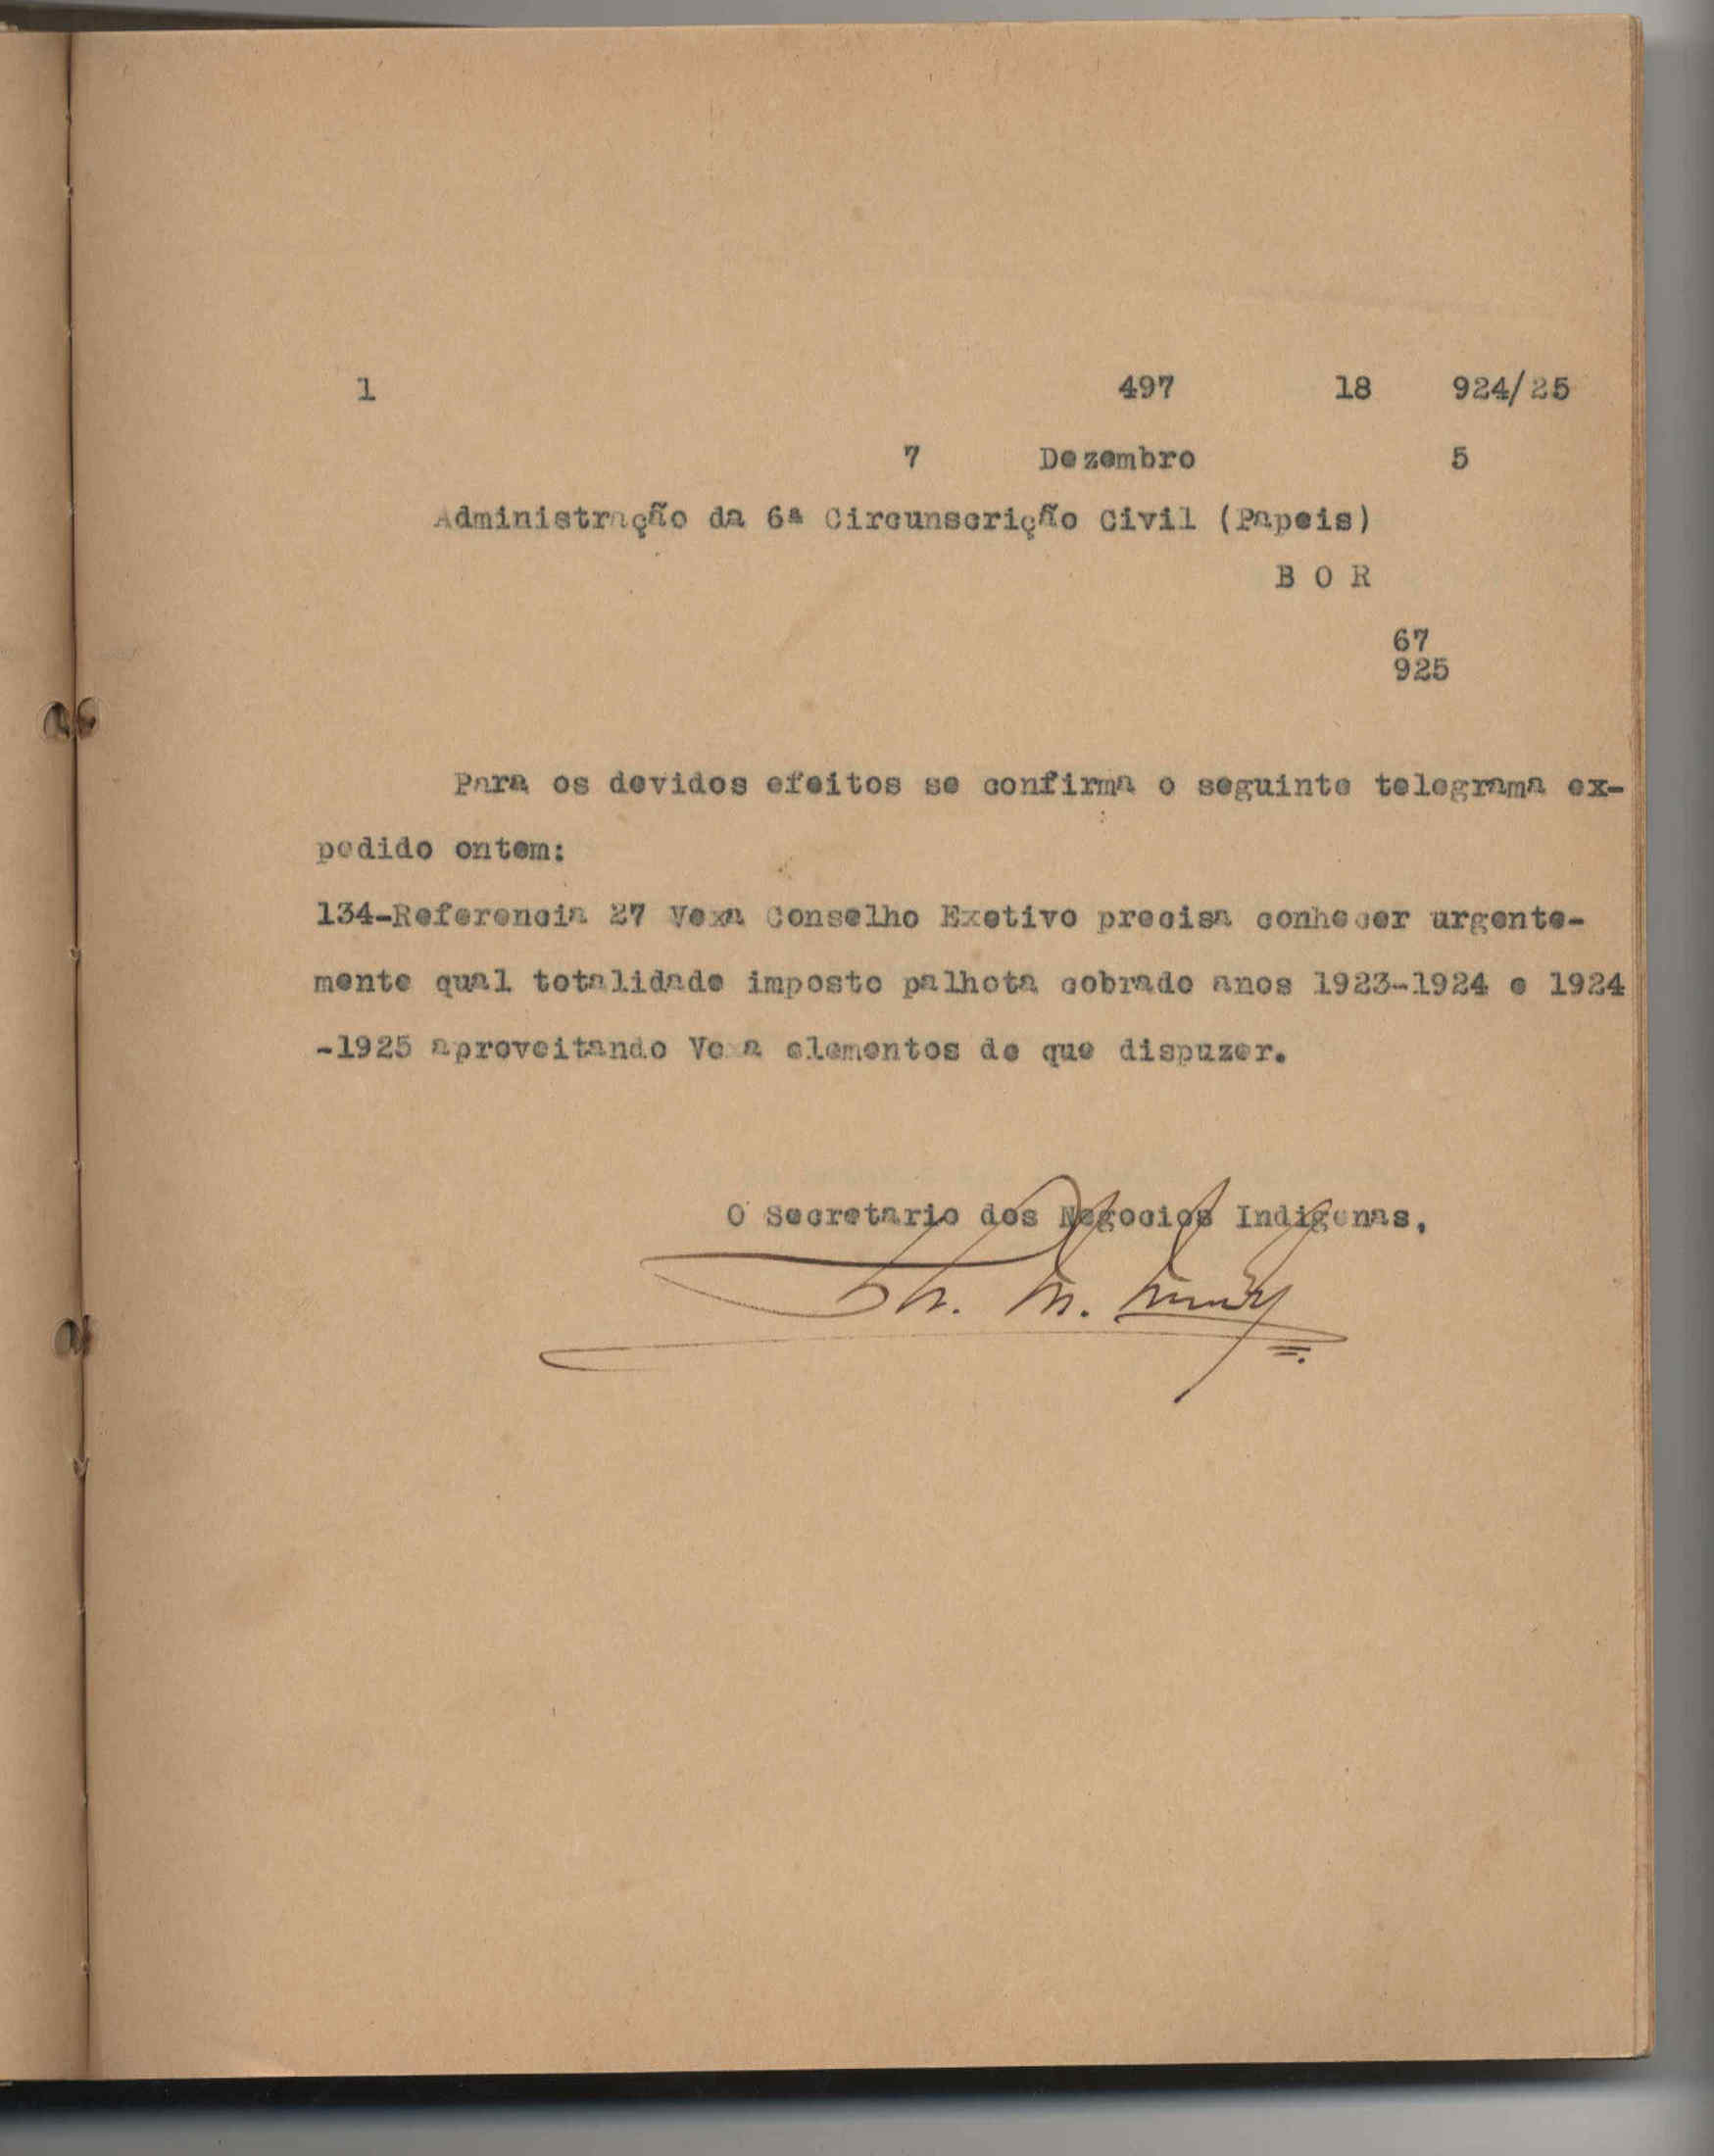 1 497 18 924/25
7 Dezembro 5
Administração da 6ª Circunscrição Civil (Papeis)
B O R
67
925
Para os devidos efeitos se confirma o seguinte telegrama ex-
pedido ontem:
134-Referencia 27 Vexa Conselho Exetivo precisa conhecer urgente-
mente qual totalidade imposto palhota cobrado anos 1923-1924 e 1924
-1925 aproveitando Vexa elementos de que dispuzer.
O Secretario dos Negocios Indigenas,